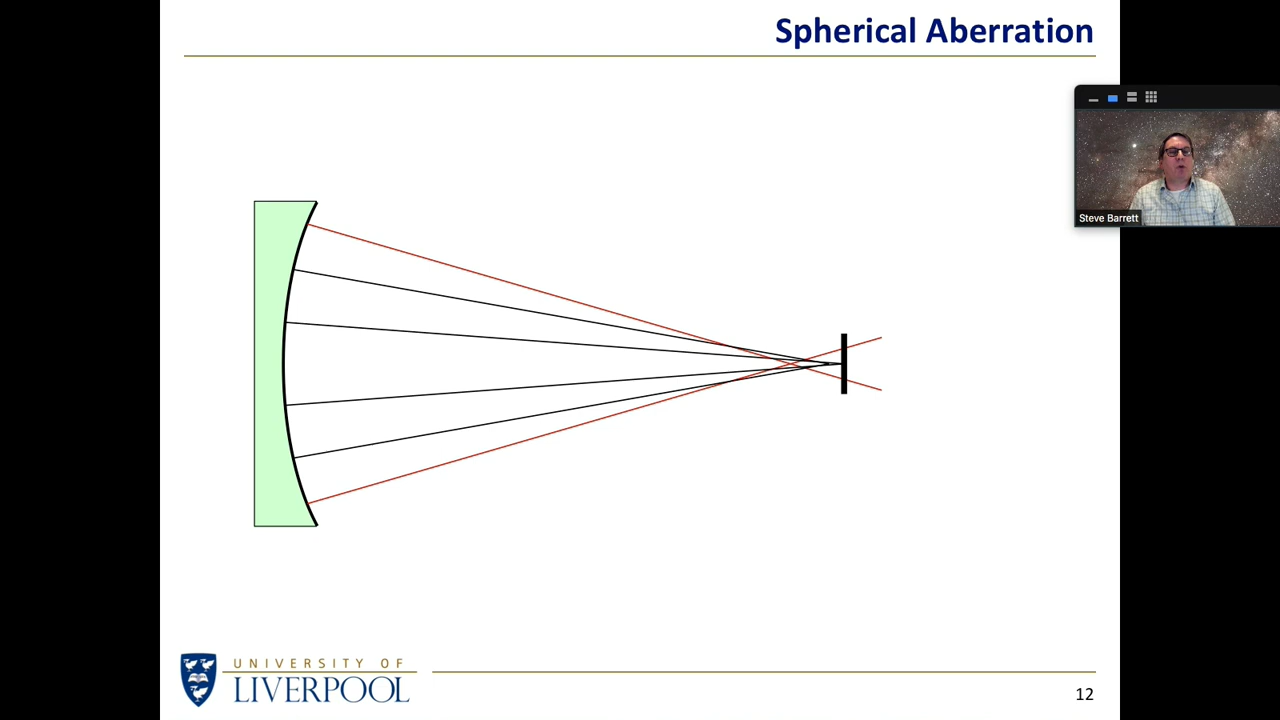 Spherical Aberration
Steve Barrett
UNIVERSITY OF
LIVERPOOL
12